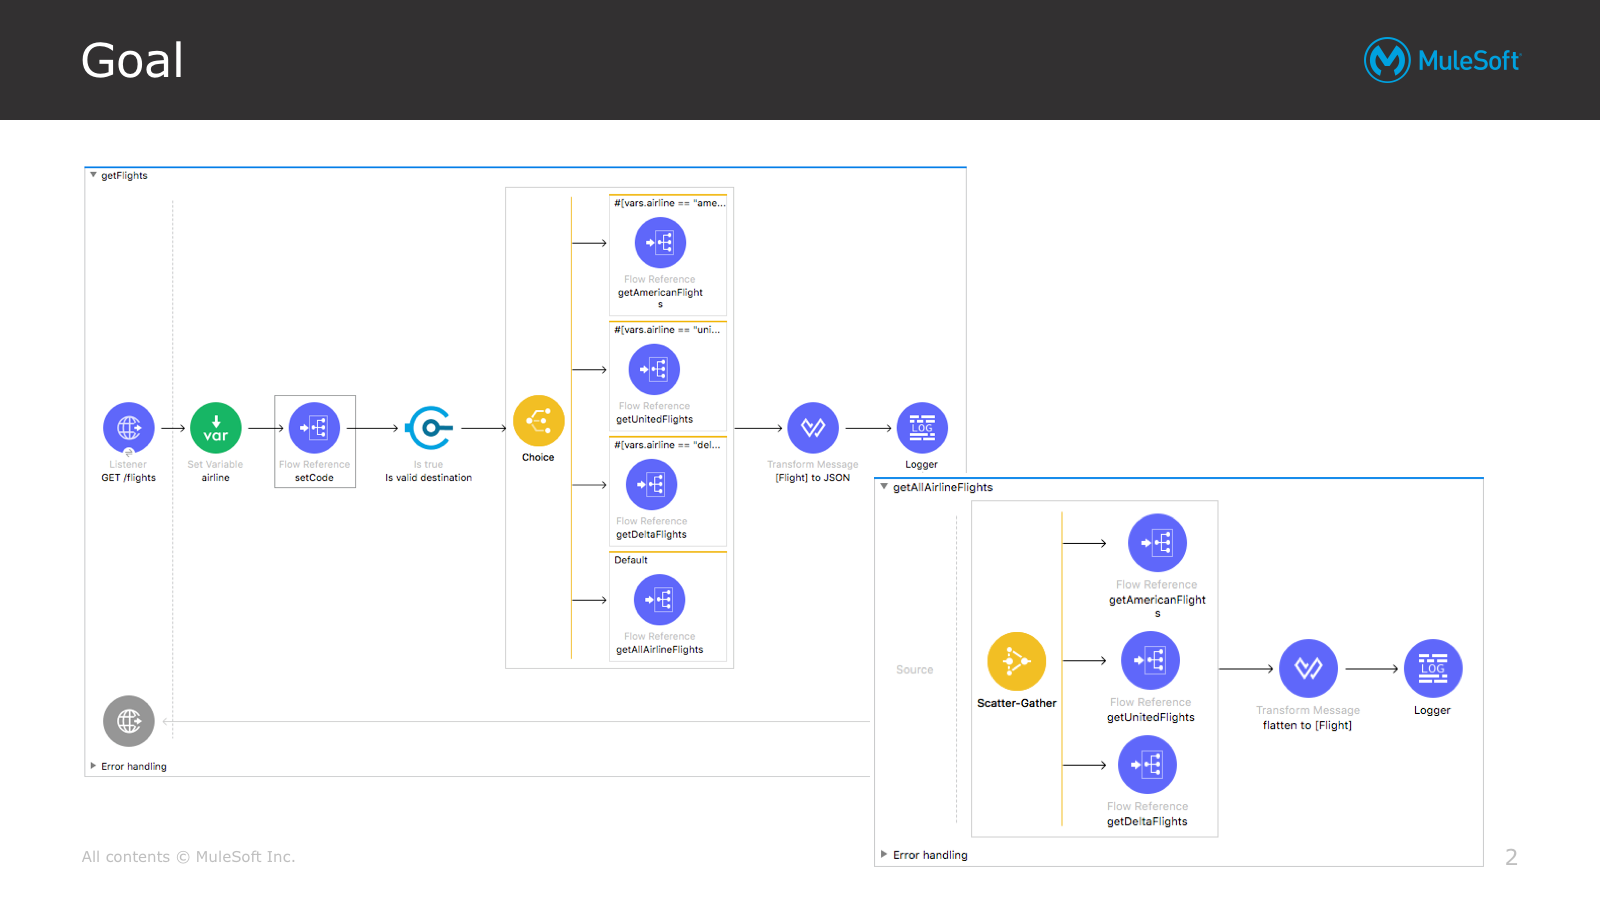 Goal
MuleSoft
getFlights
#[vars.airline == "ame...
Flow Reference
getAmericanFlight
s
#[vars.airline == "uni...
Flow Reference
getUnitedFlights
#[vars.airline == "del...
Flow Reference
getDeltaFlights
Default
Flow Reference
getAllAirlineFlights
Listener
GET /flights
var
Set Variable
airline
Flow Reference
setCode
Is true
Is valid destination
Choice
Transform Message
[Flight] to JSON
LOG
Logger
Error handling
getAllAirlineFlights
Source
Scatter-Gather
Flow Reference
getAmericanFlight
s
Flow Reference
getUnitedFlights
Flow Reference
getDeltaFlights
Transform Message
flatten to [Flight]
LOG
Logger
Error handling
All contents © MuleSoft Inc.
2